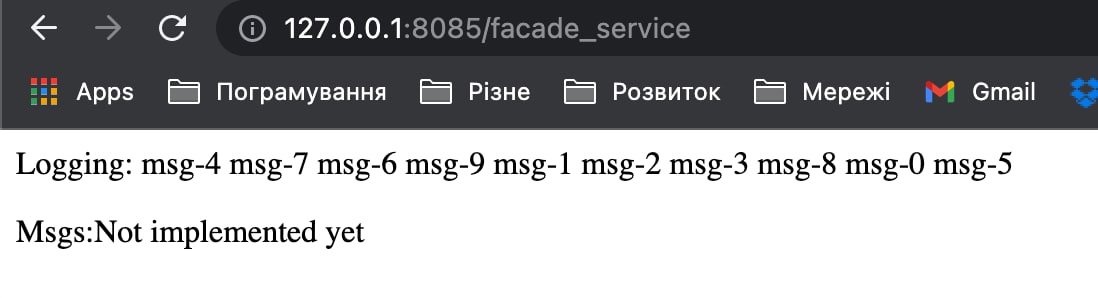 127.0.0.1:8085/facade_service
Apps Пограмування Різне Розвиток Мережі Gmail
Logging: msg-4 msg-7 msg-6 msg-9 msg-1 msg-2 msg-3 msg-8 msg-0 msg-5
Msgs:Not implemented yet